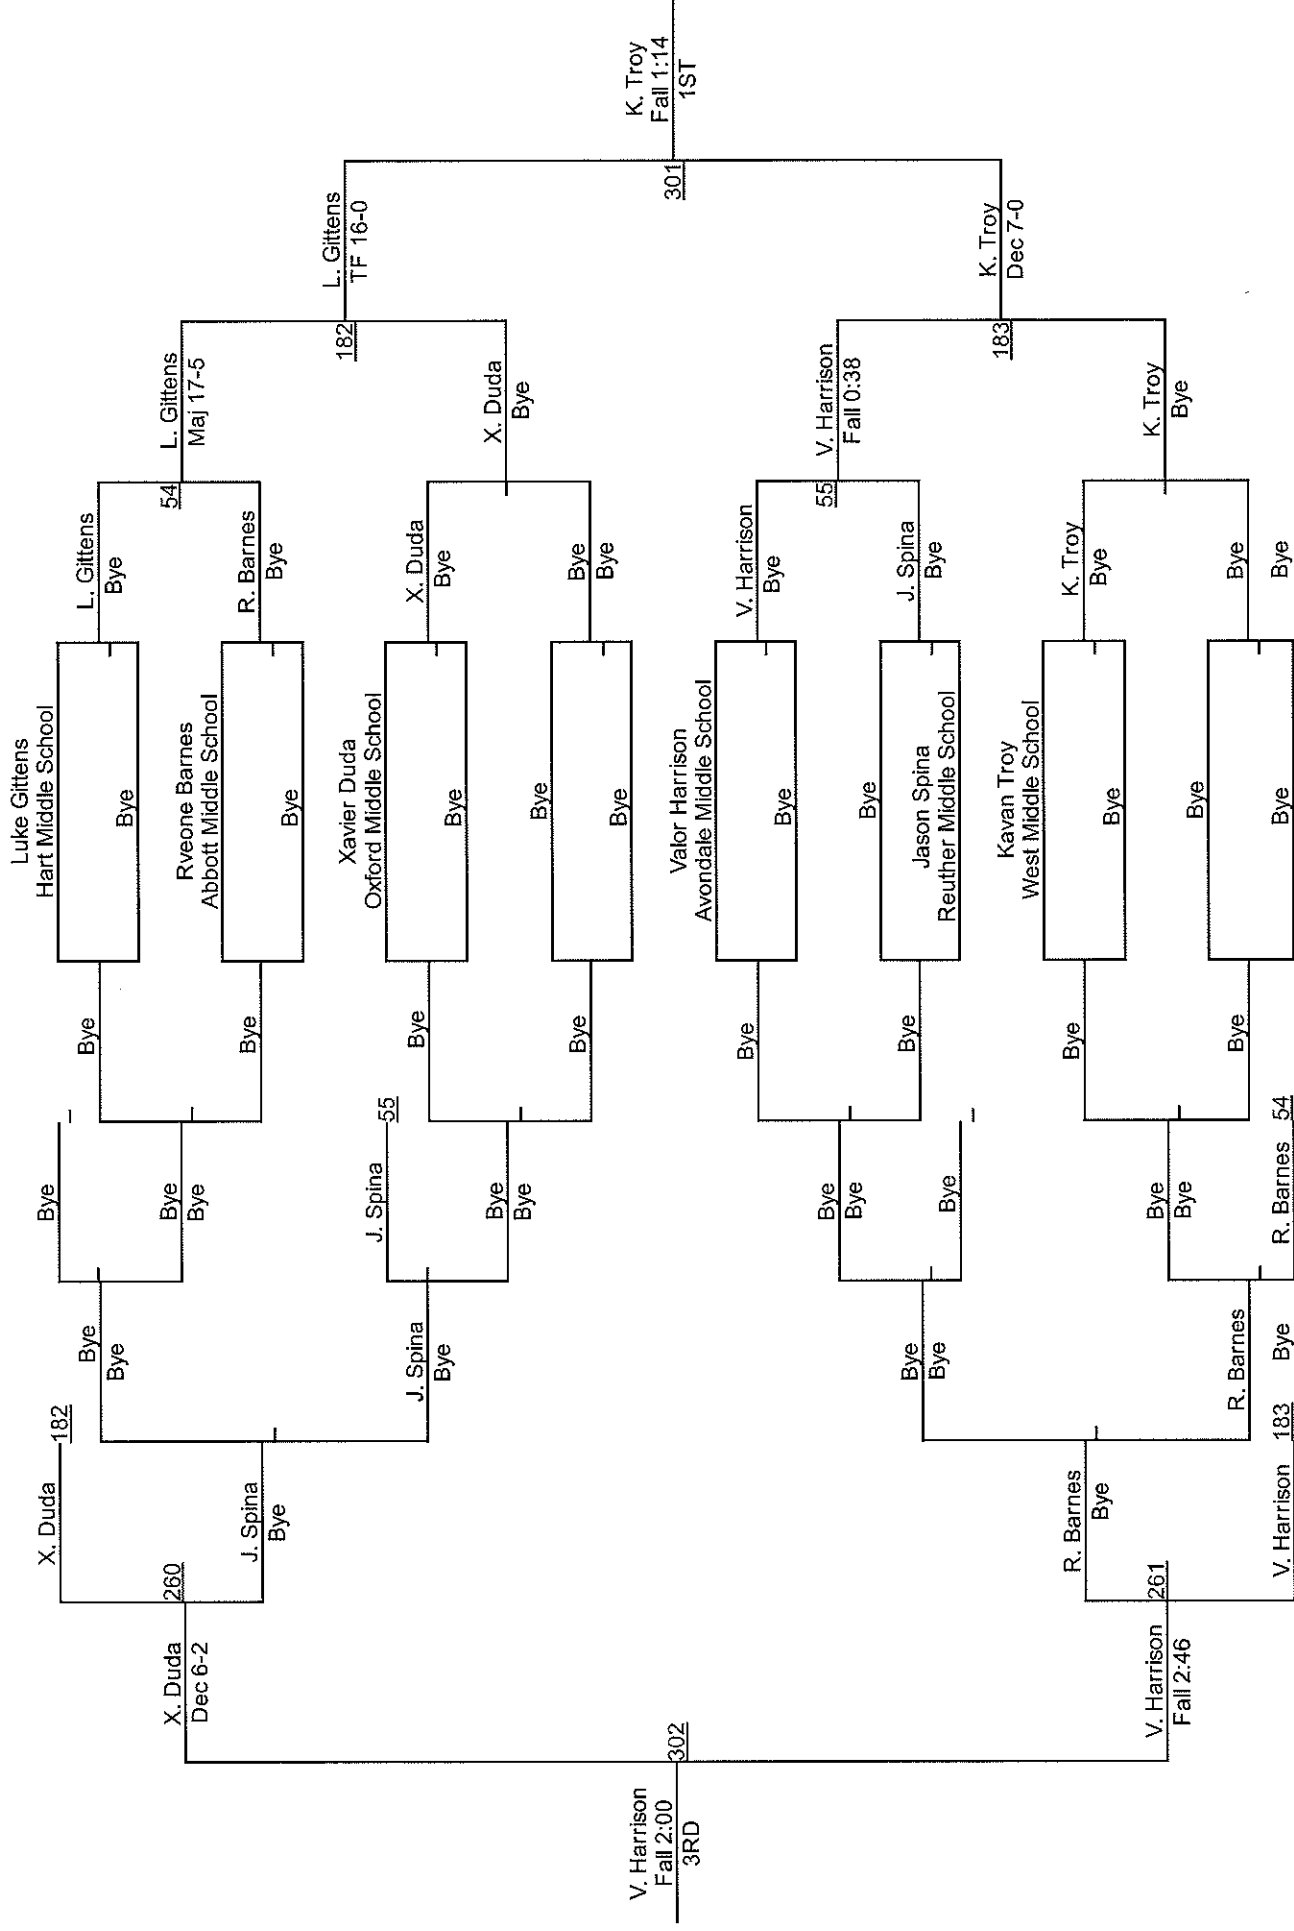 Luke Gittens
Hart Middle School
Bye
Rveone Barnes
Abbott Middle School
Bye
Xavier Duda
Oxford Middle School
Bye
Bye
Bye
Valor Harrison
Avondale Middle School
Bye
Bye
Jason Spina
Reuther Middle School
Kavan Troy
West Middle School
Bye
Bye
Bye
L. Gittens
Bye
54
R. Barnes
Bye
X. Duda
Bye
Bye
Bye
V. Harrison
Bye
55
J. Spina
Bye
K. Troy
Bye
Bye
Bye
L. Gittens
Maj 17-5
182
X. Duda
Bye
V. Harrison
Fall 0:38
183
K. Troy
Bye
L. Gittens
TF 16-0
301
K. Troy
Dec 7-0
K. Troy
Fall 1:14
1ST
Bye
Bye
Bye
Bye
Bye
Bye
Bye
Bye
Bye
Bye
Bye
J. Spina
55
Bye
Bye
Bye
Bye
Bye
Bye
Bye
R. Barnes 54
Bye
Bye
J. Spina
Bye
Bye
Bye
R. Barnes
Bye
X. Duda
182
260
J. Spina
Bye
R. Barnes
Bye
261
V. Harrison 183
X. Duda
Dec 6-2
302
V. Harrison
Fall 2:46
V. Harrison
Fall 2:00
3RD